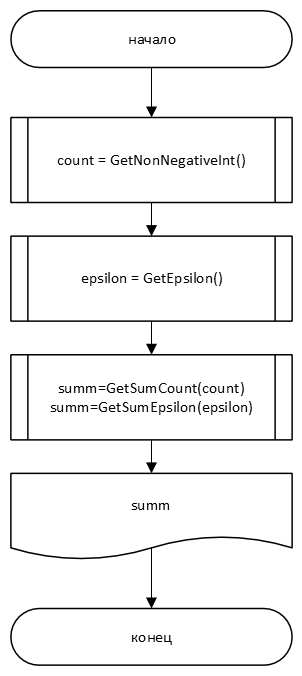 начало
count = GetNonNegativeInt()
epsilon = GetEpsilon()
summ=GetSumCount(count)
summ=GetSumEpsilon(epsilon)
summ
конец